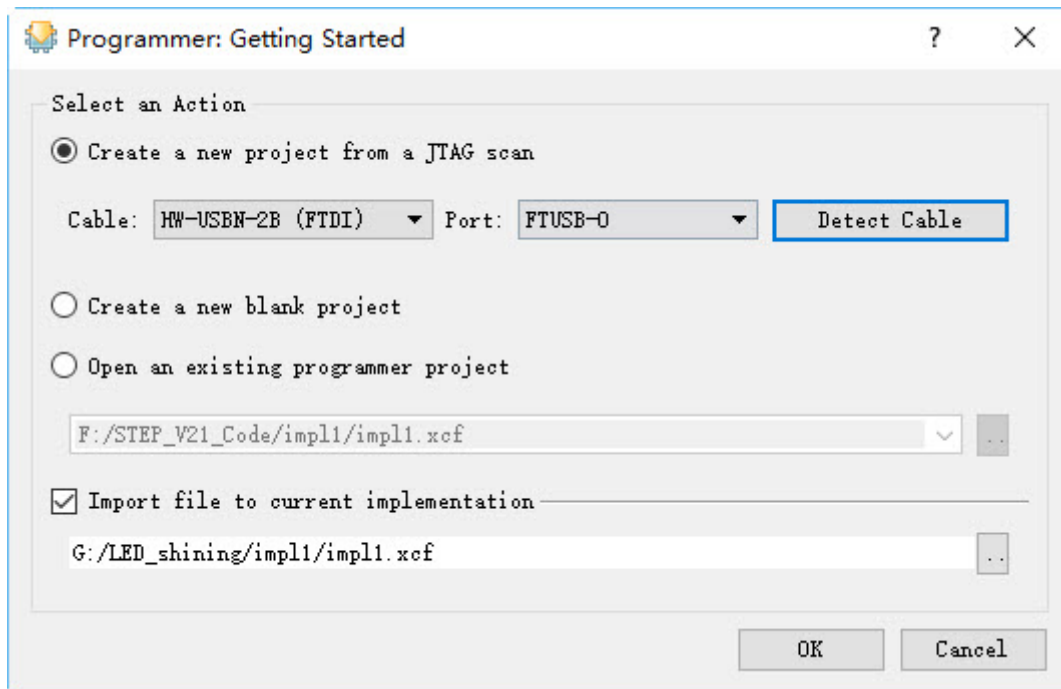 Programmer: Getting Started
Select an Action
Create a new project from a JTAG scan
Cable: HW-USBN-2B (FTDI) Port: FTUSB-0 Detect Cable
Create a new blank project
Open an existing programmer project
F:/STEP_V21_Code/impl1/impl1.xcf ..
Import file to current implementation
G:/LED_shining/impl1/impl1.xcf ..
OK Cancel